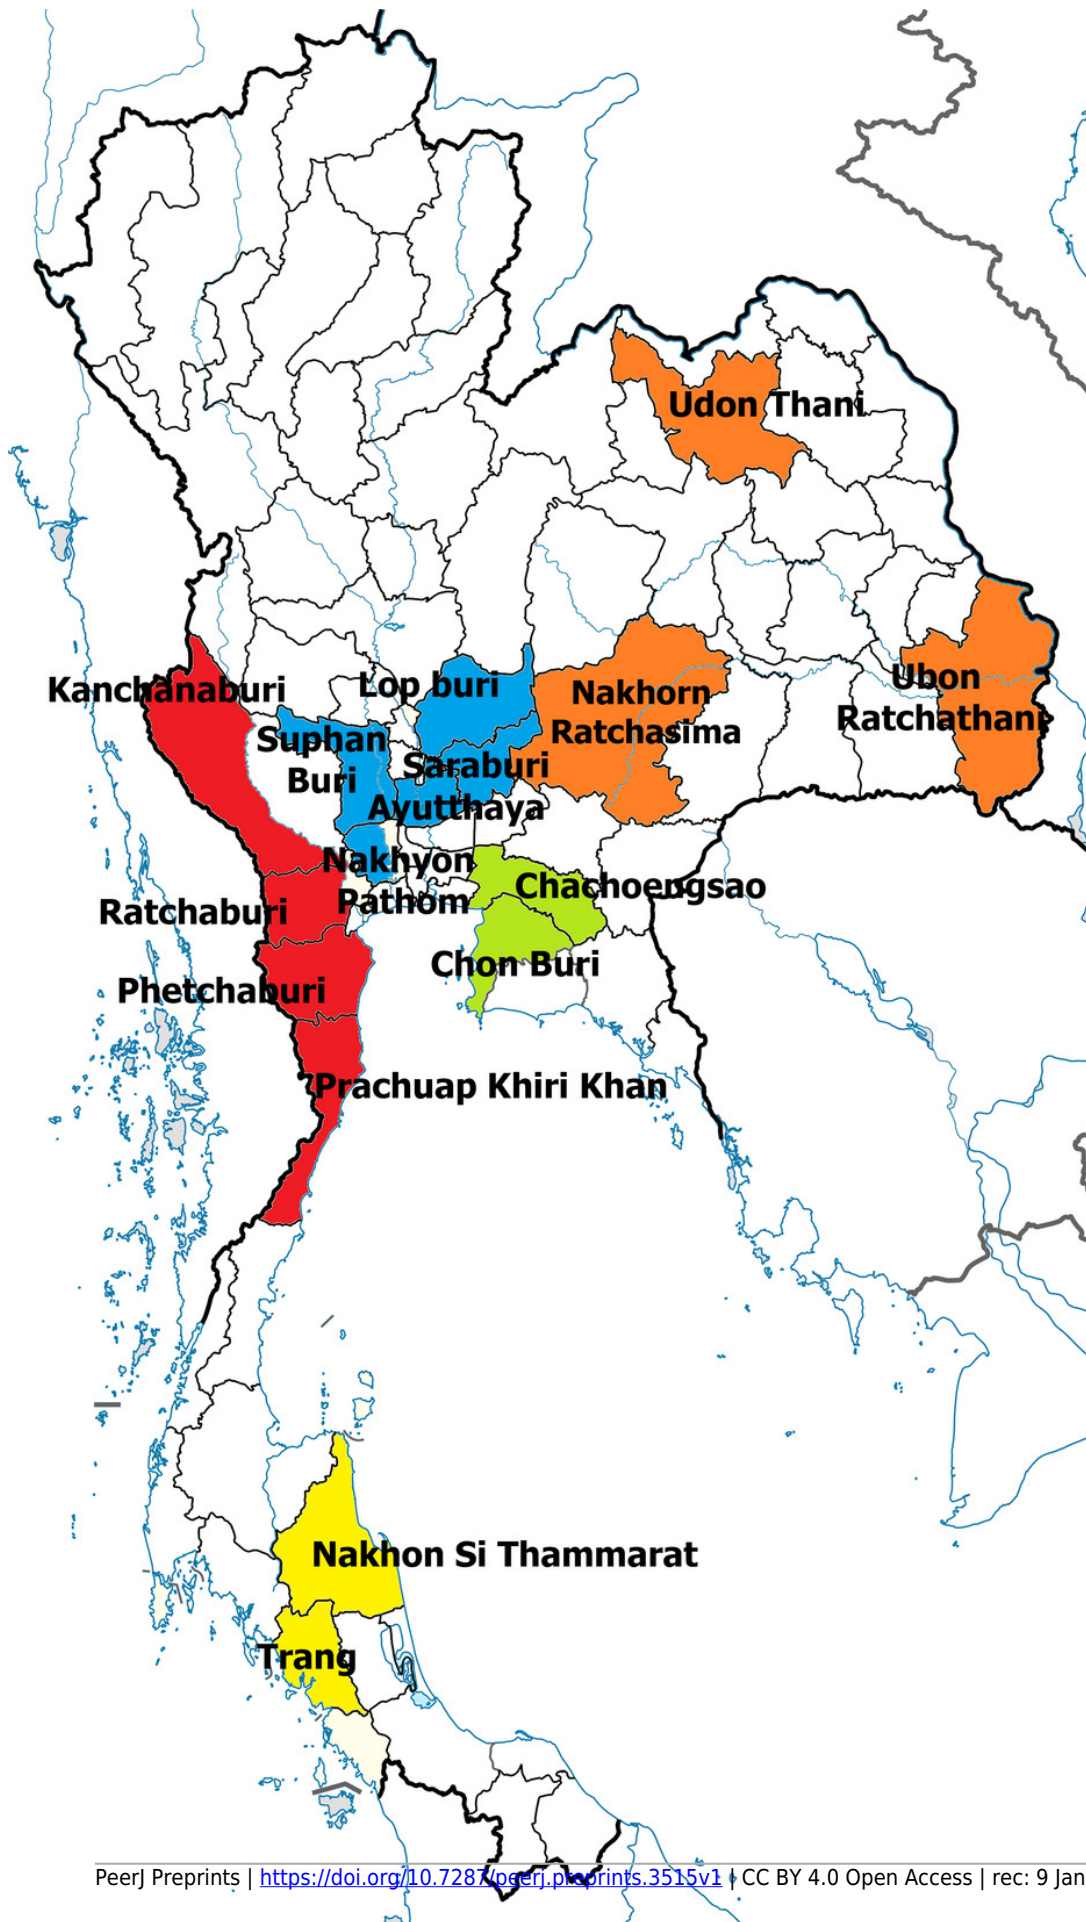 Udon Thani
Ubon
Ratchathani
Kanchanaburi
Lop buri
Nakhorn
Ratchasima
Suphan
Buri
Saraburi
Ayutthaya
Nakhyon
Pathom
Chachoengsao
Ratchaburi
Chon Buri
Phetchaburi
Prachuap Khiri Khan
Nakhon Si Thammarat
Trang
PeerJ Preprints | https://doi.org/10.7287/peerj.preprints.3515v1 | CC BY 4.0 Open Access | rec: 9 Jan